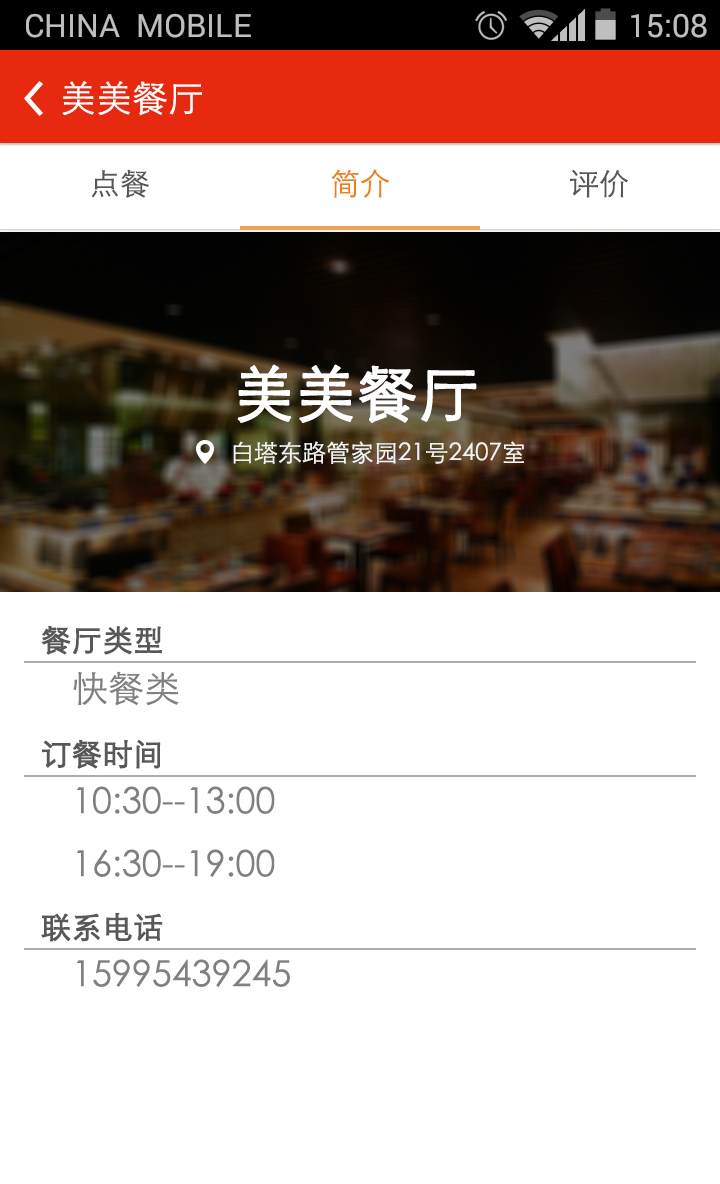 CHINA MOBILE 15:08
美美餐厅
点餐 简介 评价
美美餐厅
白塔东路管家园21号2407室
餐厅类型
快餐类
订餐时间
10:30--13:00
16:30--19:00
联系电话
15995439245